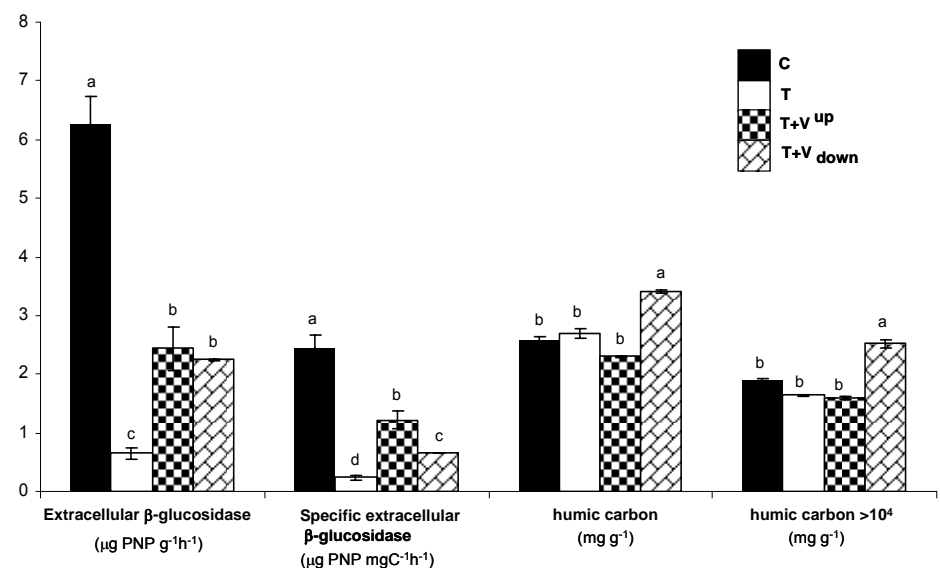 8
7
6
5
4
3
2
1
0
a
c
b
b
a
d
b
c
b
b
b
a
b
b
b
a
C
T
T+V up
T+V down
Extracellular β-glucosidase
(µg PNP g⁻¹h⁻¹)
Specific extracellular
β-glucosidase
(µg PNP mgC⁻¹h⁻¹)
humic carbon
(mg g⁻¹)
humic carbon >10⁴
(mg g⁻¹)